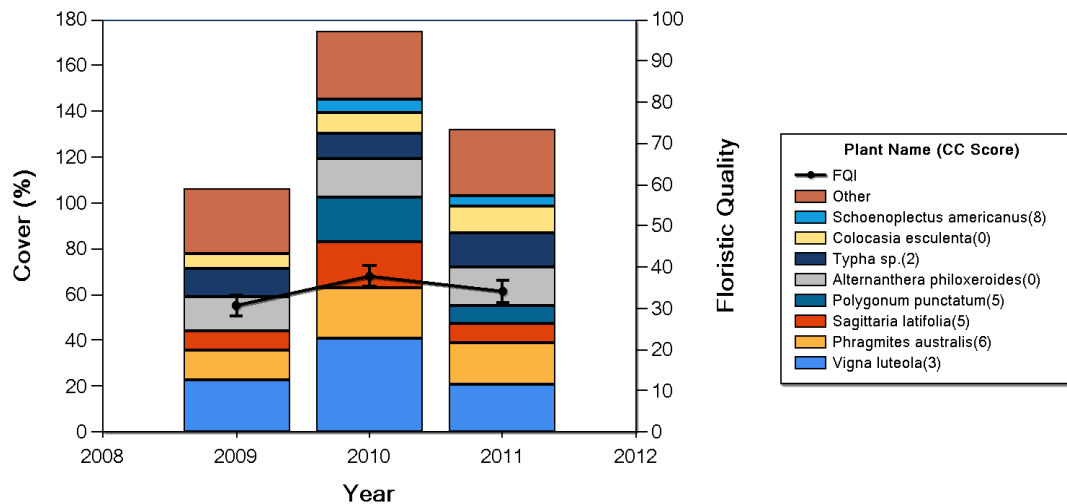 180
160
140
120
100
80
60
40
20
0
Cover (%)
2008
2009
2010
2011
2012
Year
100
90
80
70
60
50
40
30
20
10
0
Floristic Quality
Plant Name (CC Score)
FQI
Other
Schoenoplectus americanus(8)
Colocasia esculenta(0)
Typha sp.(2)
Alternanthera philoxeroides(0)
Polygonum punctatum(5)
Sagittaria latifolia(5)
Phragmites australis(6)
Vigna luteola(3)